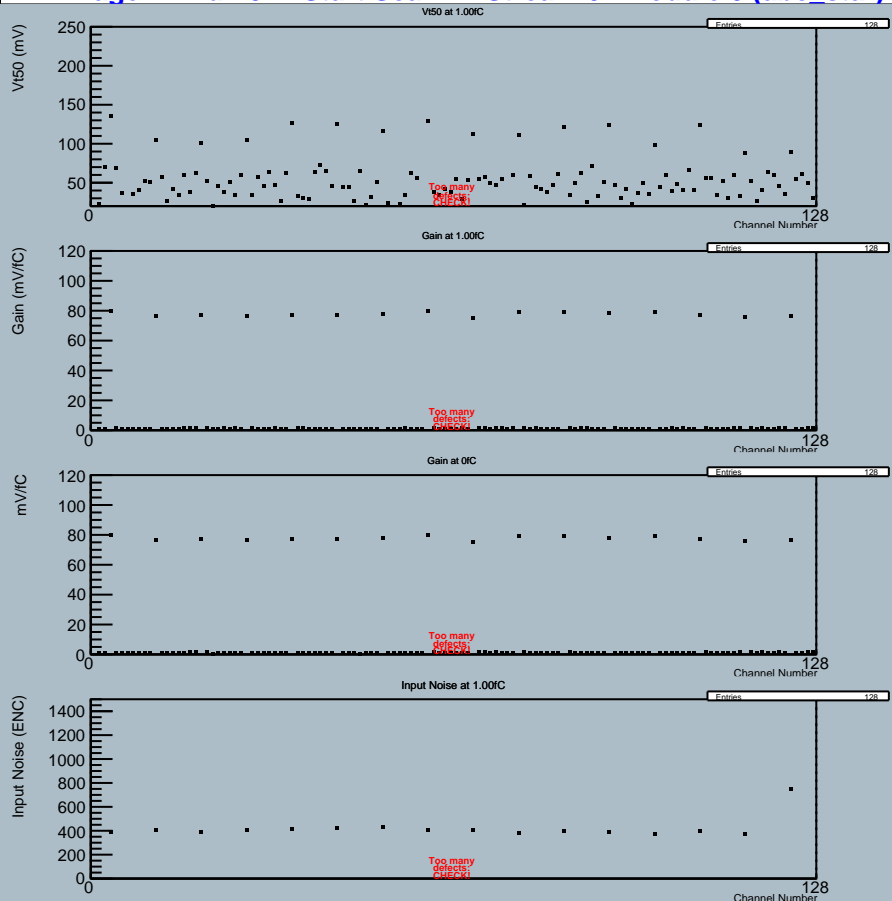 Vt50 at 1.00fC
Entries 128
Vt50 (mV)
250
200
150
100
50
Too many
defects:
CHECK!
0
128
Channel Number
Gain at 1.00fC
Entries 128
Gain (mV/fC)
120
100
80
60
40
20
0
Too many
defects:
CHECK!
0
128
Channel Number
Gain at 0fC
Entries 128
mV/fC
120
100
80
60
40
20
0
Too many
defects:
CHECK!
0
128
Channel Number
Input Noise at 1.00fC
Entries 128
Input Noise (ENC)
1400
1200
1000
800
600
400
200
0
Too many
defects:
CHECK!
0
128
Channel Number